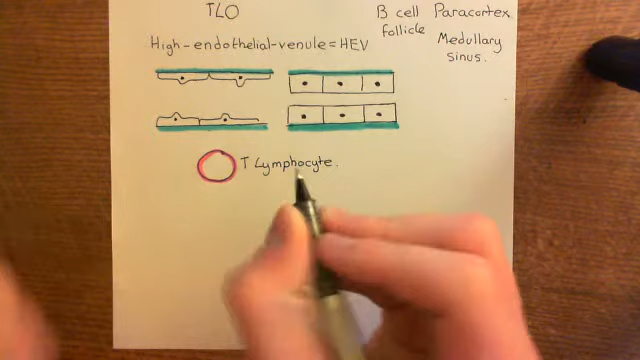 TLO
B cell follicle
Paracortex
Medullary sinus.
High-endothelial-venule = HEV
T Lymphocyte.